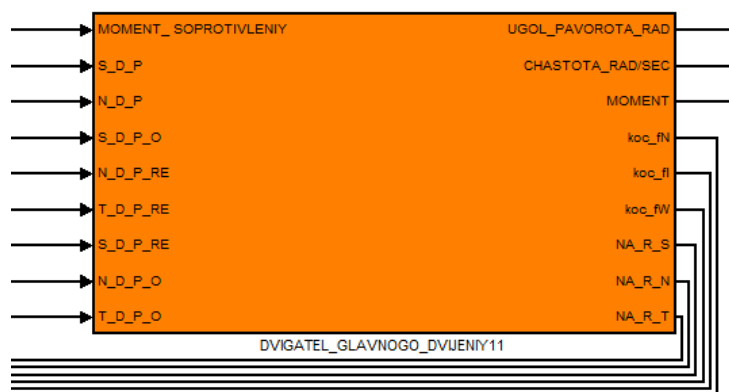 MOMENT_ SOPROTIVLENIY
S_D_P
N_D_P
S_D_P_O
N_D_P_RE
T_D_P_RE
S_D_P_RE
N_D_P_O
T_D_P_O
UGOL_PAVOROTA_RAD
CHASTOTA_RAD/SEC
MOMENT
koc_fN
koc_fI
koc_fW
NA_R_S
NA_R_N
NA_R_T
DVIGATEL_GLAVNOGO_DVIJENIY11